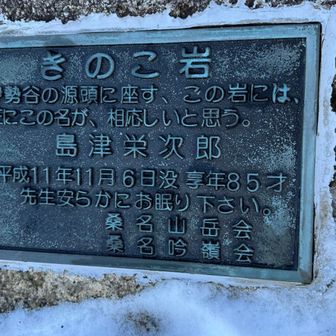 きのこ岩
勢谷の源頭に座す、この岩には、
にこの名が、相応しいと思う。
島津栄次郎
平成11年11月6日没 享年85才
先生安らかにお眠り下さい。
桑名山岳会
桑名吟嶺会